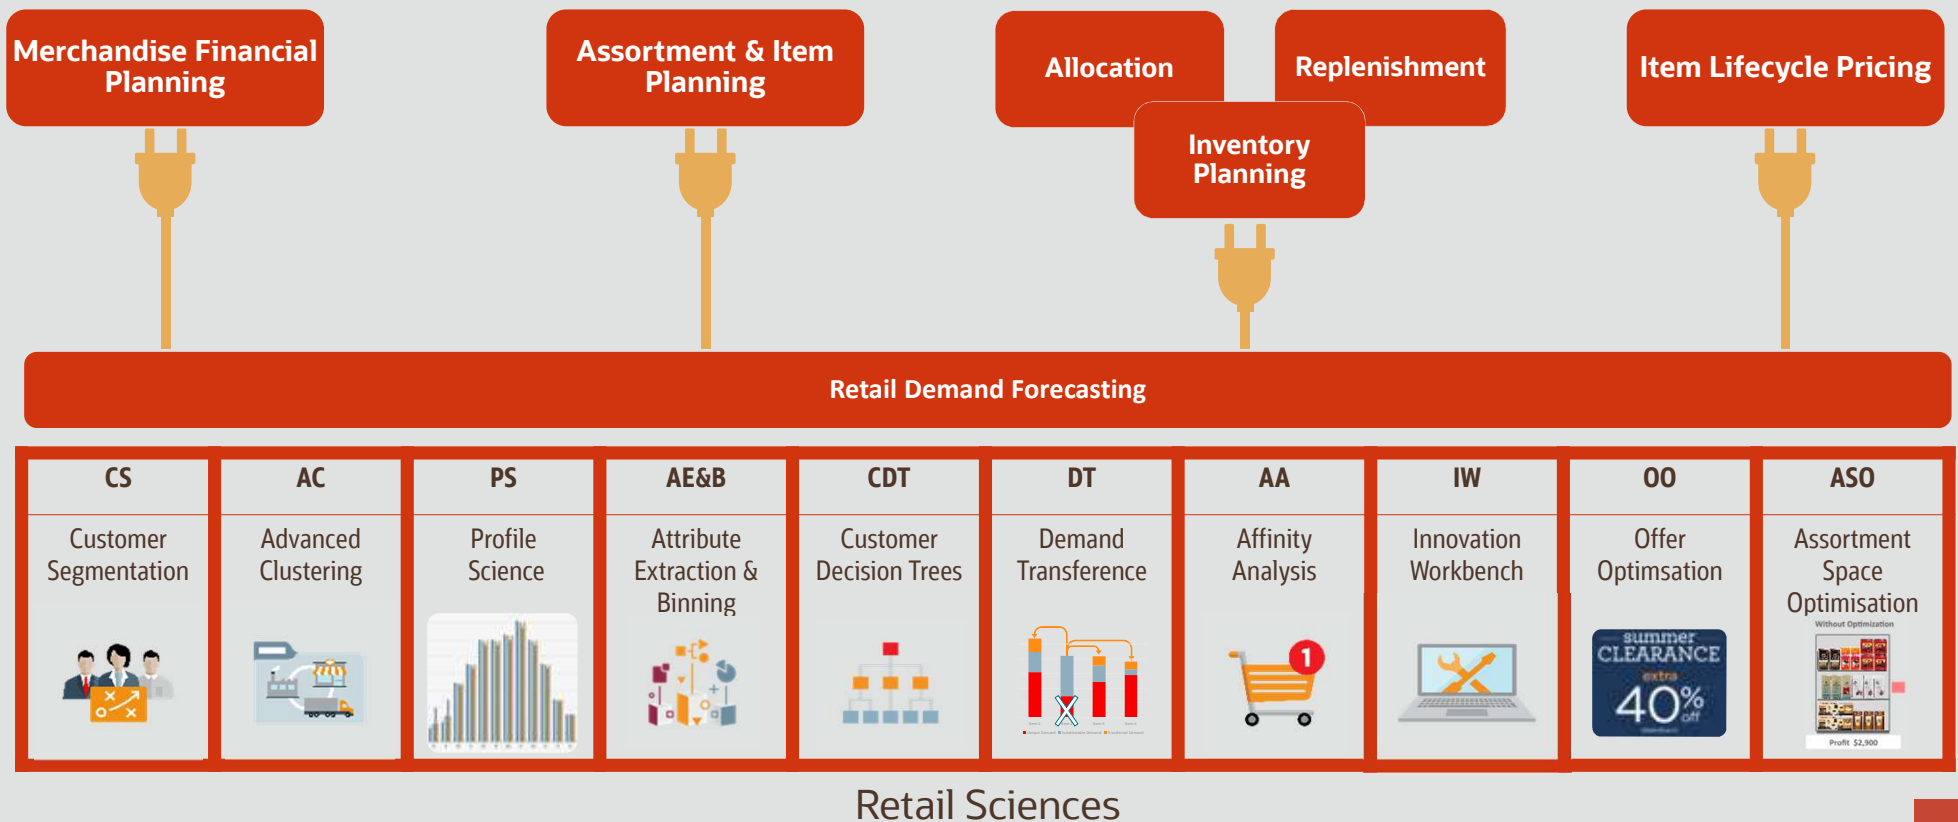 Merchandise Financial
Planning
Assortment & Item
Planning
Allocation
Replenishment
Inventory
Planning
Item Lifecycle Pricing
Retail Demand Forecasting
CS
Customer
Segmentation
AC
Advanced
Clustering
PS
Profile
Science
AE&B
Attribute
Extraction &
Binning
CDT
Customer
Decision Trees
DT
Demand
Transference
AA
Affinity
Analysis
1
IW
Innovation
Workbench
OO
Offer
Optimsation
summer
CLEARANCE
extra
40%
off
ASO
Assortment
Space
Optimisation
Without Optimization
Profit $2,900
Retail Sciences